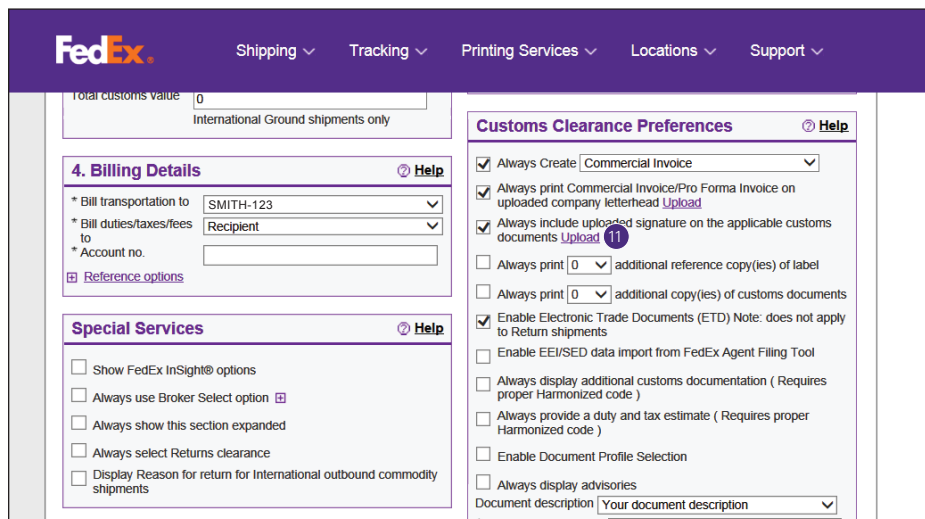 FedEx®
Shipping
Tracking
Printing Services
Locations
Support
Total customs value
0
International Ground shipments only
4. Billing Details
Help
* Bill transportation to
SMITH-123
* Bill duties/taxes/fees
to
Recipient
* Account no.
Reference options
Special Services
Help
Show FedEx InSight® options
Always use Broker Select option
Always show this section expanded
Always select Returns clearance
Display Reason for return for International outbound commodity
shipments
Customs Clearance Preferences
Help
Always Create Commercial Invoice
Always print Commercial Invoice/Pro Forma Invoice on
uploaded company letterhead Upload
Always include uploaded signature on the applicable customs
documents Upload 11
Always print 0 additional reference copy(ies) of label
Always print 0 additional copy(ies) of customs documents
Enable Electronic Trade Documents (ETD) Note: does not apply
to Return shipments
Enable EEI/SED data import from FedEx Agent Filing Tool
Always display additional customs documentation ( Requires
proper Harmonized code )
Always provide a duty and tax estimate ( Requires proper
Harmonized code )
Enable Document Profile Selection
Always display advisories
Document description Your document description